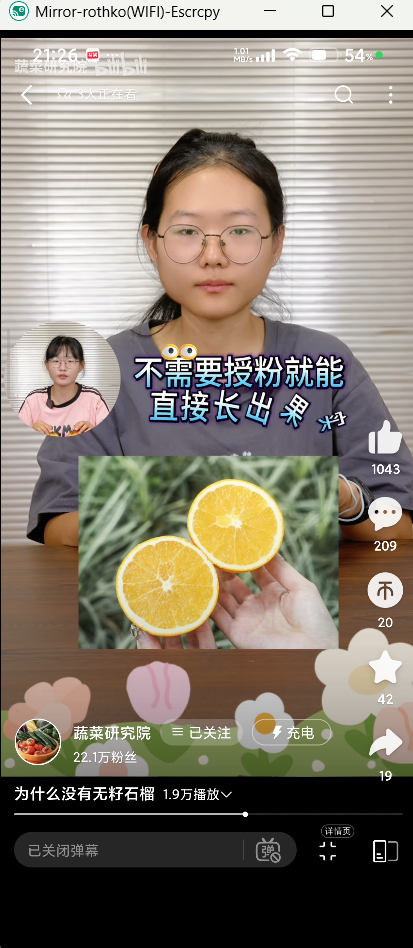 Mirror-rothko(WIFI)-Escrcpy
21:26
1.01
MB/s
54%
蔬菜研究院 bilibili
人正在看
不需要授粉就能
直接长出果籽
1043
209
20
42
19
蔬菜研究院
已关注
充电
22.1万粉丝
为什么没有无籽石榴 1.9万播放
详情页
已关闭弹幕
弹